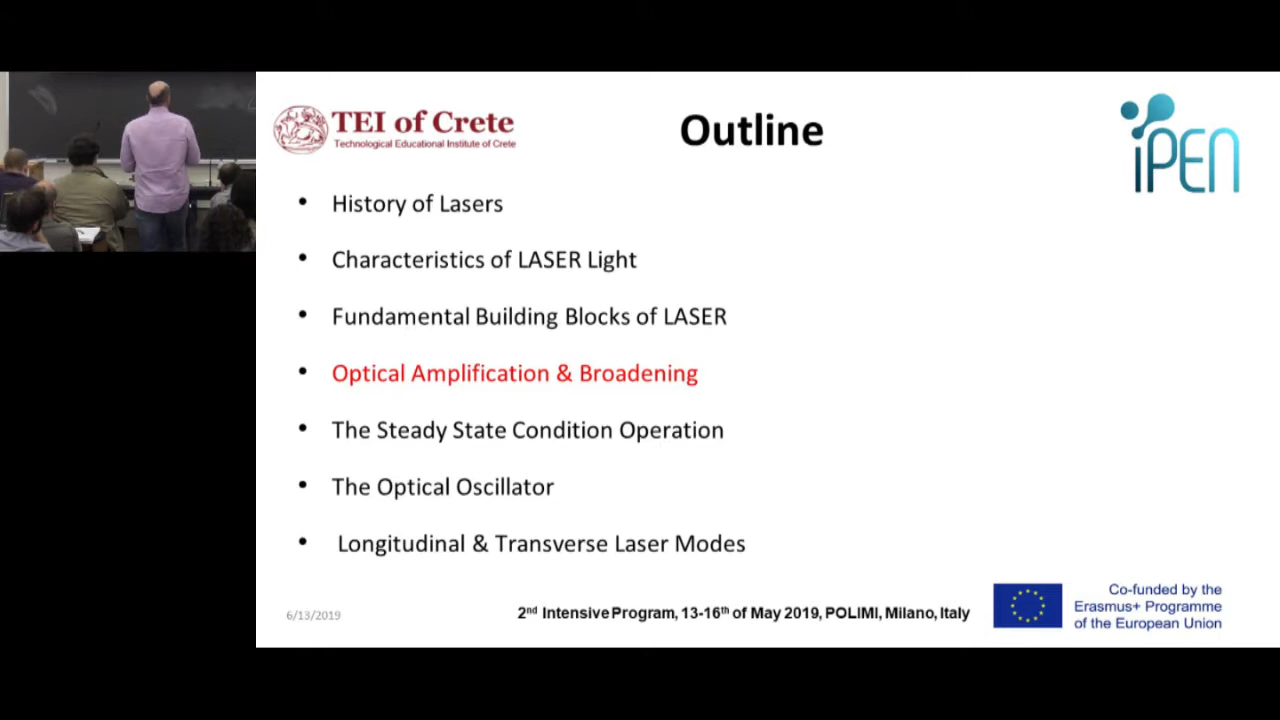 TEI of Crete
Technological Educational Institute of Crete
Outline
iPEN
• History of Lasers
• Characteristics of LASER Light
• Fundamental Building Blocks of LASER
• Optical Amplification & Broadening
• The Steady State Condition Operation
• The Optical Oscillator
• Longitudinal & Transverse Laser Modes
6/13/2019
2nd Intensive Program, 13-16th of May 2019, POLIMI, Milano, Italy
Co-funded by the
Erasmus+ Programme
of the European Union